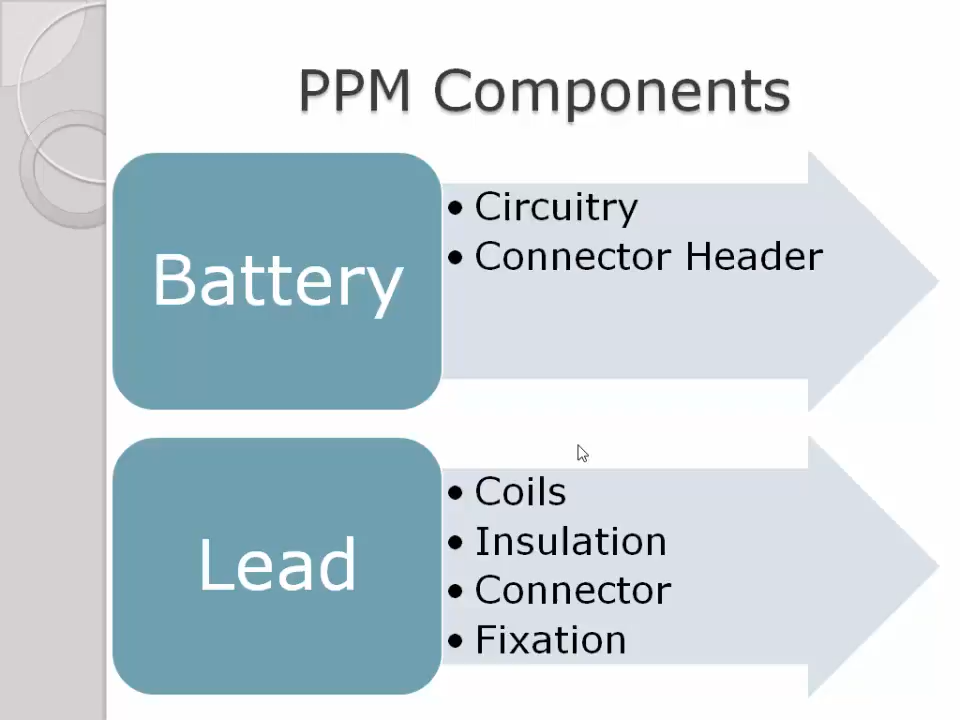 PPM Components
Battery
• Circuitry
• Connector Header
Lead
• Coils
• Insulation
• Connector
• Fixation